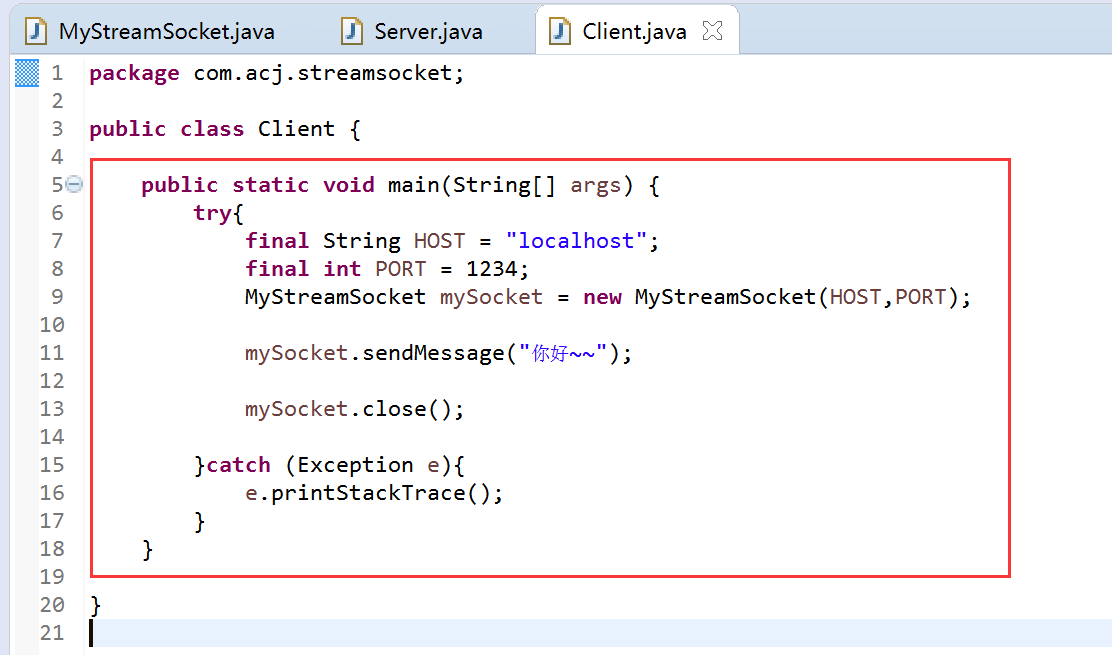 MyStreamSocket.java Server.java Client.java
1 package com.acj.streamsocket;
2
3 public class Client {
4
5 public static void main(String[] args) {
6 try{
7 final String HOST = "localhost";
8 final int PORT = 1234;
9 MyStreamSocket mySocket = new MyStreamSocket(HOST,PORT);
10
11 mySocket.sendMessage("你好~~");
12
13 mySocket.close();
14
15 }catch (Exception e){
16 e.printStackTrace();
17 }
18 }
19
20 }
21